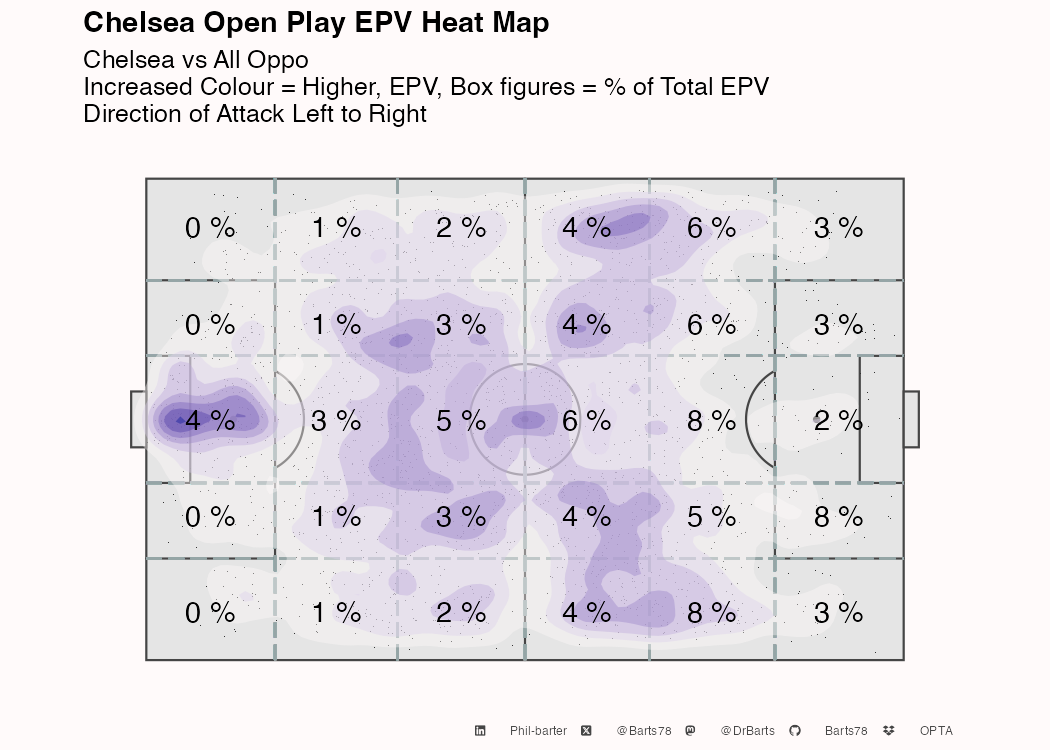 Chelsea Open Play EPV Heat Map
Chelsea vs All Oppo
Increased Colour = Higher, EPV, Box figures = % of Total EPV
Direction of Attack Left to Right
0 % 1 % 2 % 4 % 6 % 3 %
0 % 1 % 3 % 4 % 6 % 3 %
4 % 3 % 5 % 6 % 8 % 2 %
0 % 1 % 3 % 4 % 5 % 8 %
0 % 1 % 2 % 4 % 8 % 3 %
Phil-barter @Barts78 @DrBarts Barts78 OPTA